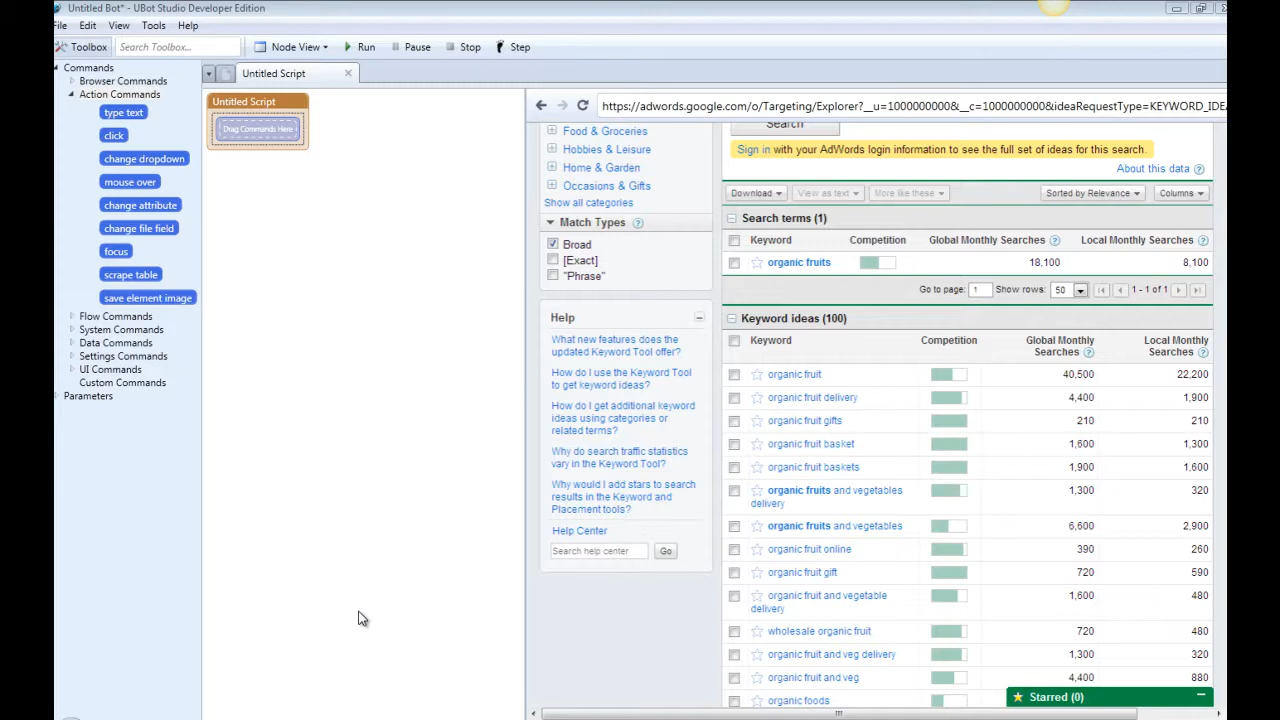 Untitled Bot* - UBot Studio Developer Edition
File Edit View Tools Help
Toolbox Search Toolbox... Node View Run Pause Stop Step
Commands
Browser Commands
Action Commands
type text
click
change dropdown
mouse over
change attribute
change file field
focus
scrape table
save element image
Flow Commands
System Commands
Data Commands
Settings Commands
UI Commands
Custom Commands
Parameters
Untitled Script
Untitled Script
Drag Commands Here
https://adwords.google.com/o/Targeting/Explorer?__u=100000000&__c=1000000000&ideaRequestType=KEYWORD_IDEA
Food & Groceries
Hobbies & Leisure
Home & Garden
Occasions & Gifts
Show all categories
Match Types ?
Broad
[Exact]
"Phrase"
Help
What new features does the
updated Keyword Tool offer?
How do I use the Keyword Tool
to get keyword ideas?
How do I get additional keyword
ideas using categories or
related terms?
Why do search traffic statistics
vary in the Keyword Tool?
Why would I add stars to search
results in the Keyword and
Placement tools?
Help Center
Search help center Go
Search
Sign in with your AdWords login information to see the full set of ideas for this search.
About this data ?
Download View as text More like these Sorted by Relevance Columns
Search terms (1)
Keyword Competition Global Monthly Searches ? Local Monthly Searches ?
organic fruits 18,100 8,100
Go to page: 1 Show rows: 50 1 - 1 of 1
Keyword ideas (100)
Keyword Competition Global Monthly Local Monthly
Searches ? Searches ?
organic fruit 40,500 22,200
organic fruit delivery 4,400 1,900
organic fruit gifts 210 210
organic fruit basket 1,600 1,300
organic fruit baskets 1,900 1,600
organic fruits and vegetables 1,300 320
delivery
organic fruits and vegetables 6,600 2,900
organic fruit online 390 260
organic fruit gift 720 590
organic fruit and vegetable 1,600 480
delivery
wholesale organic fruit 720 480
organic fruit and veg delivery 1,300 320
organic fruit and veg 4,400 880
organic foods
Starred (0)